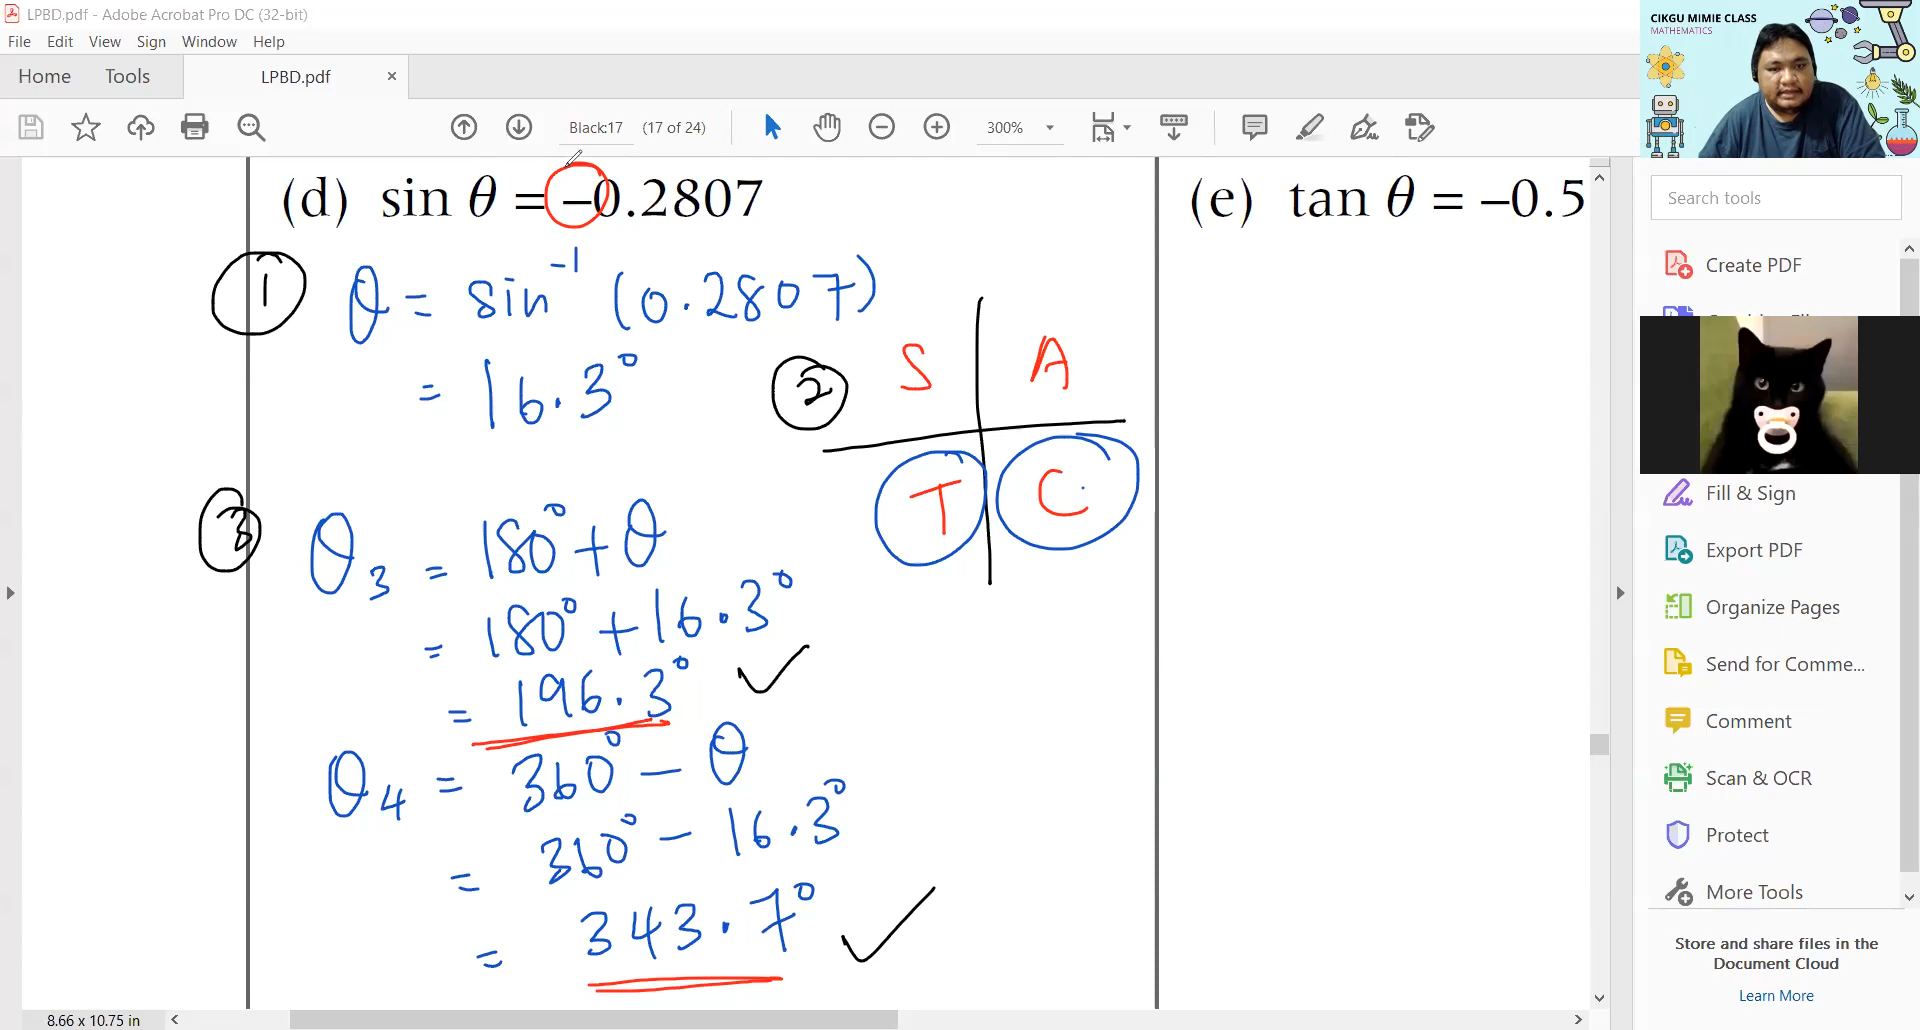 LPBD.pdf - Adobe Acrobat Pro DC (32-bit)
File Edit View Sign Window Help
Home Tools LPBD.pdf ×
Black:17 (17 of 24) 300%
CIKGU MIMIE CLASS
MATHEMATICS
(d) sin θ = –0.2807
(e) tan θ = –0.5
1 θ = sin⁻¹ (0.2807)
= 16.3°
2 S A
T C
3 θ₃ = 180° + θ
= 180° + 16.3°
= 196.3° ✓
θ₄ = 360° – θ
= 360° – 16.3°
= 343.7° ✓
Search tools
Create PDF
Fill & Sign
Export PDF
Organize Pages
Send for Comme...
Comment
Scan & OCR
Protect
More Tools
Store and share files in the
Document Cloud
Learn More
8.66 x 10.75 in